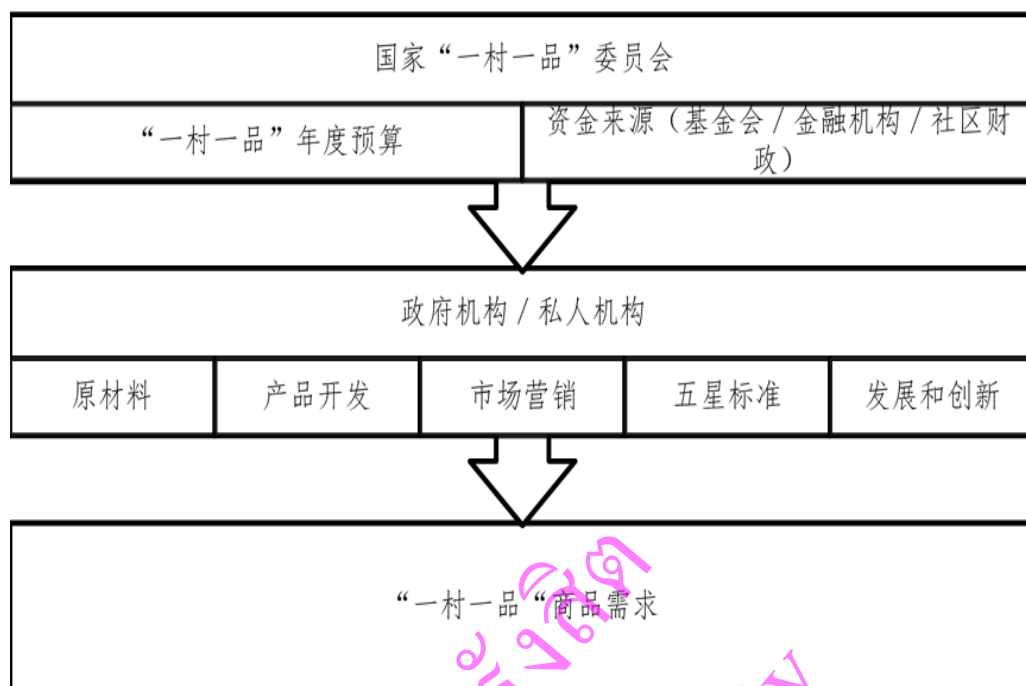 国家“一村一品”委员会
“一村一品”年度预算
资金来源（基金会/金融机构/社区财
政）
政府机构/私人机构
原材料
产品开发
市场营销
五星标准
发展和创新
“一村一品“商品需求